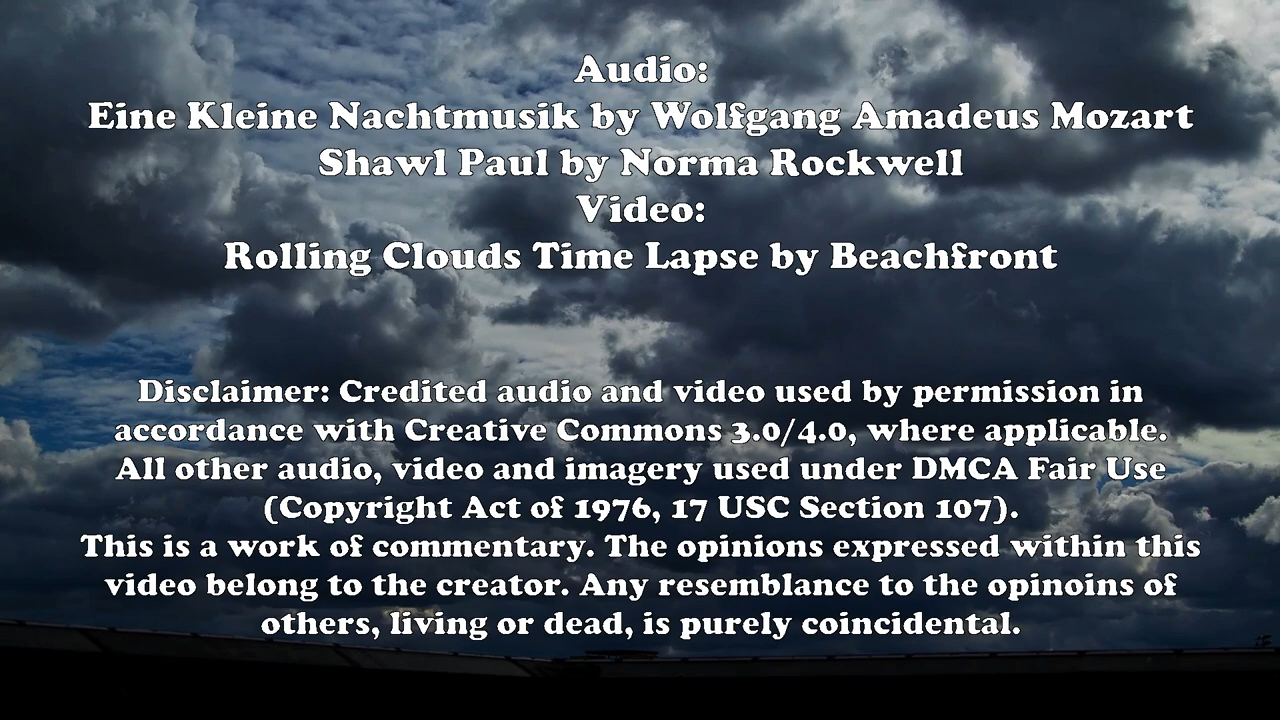 Audio:
Eine Kleine Nachtmusik by Wolfgang Amadeus Mozart
Shawl Paul by Norma Rockwell
Video:
Rolling Clouds Time Lapse by Beachfront
Disclaimer: Credited audio and video used by permission in
accordance with Creative Commons 3.0/4.0, where applicable.
All other audio, video and imagery used under DMCA Fair Use
(Copyright Act of 1976, 17 USC Section 107).
This is a work of commentary. The opinions expressed within this
video belong to the creator. Any resemblance to the opinoins of
others, living or dead, is purely coincidental.